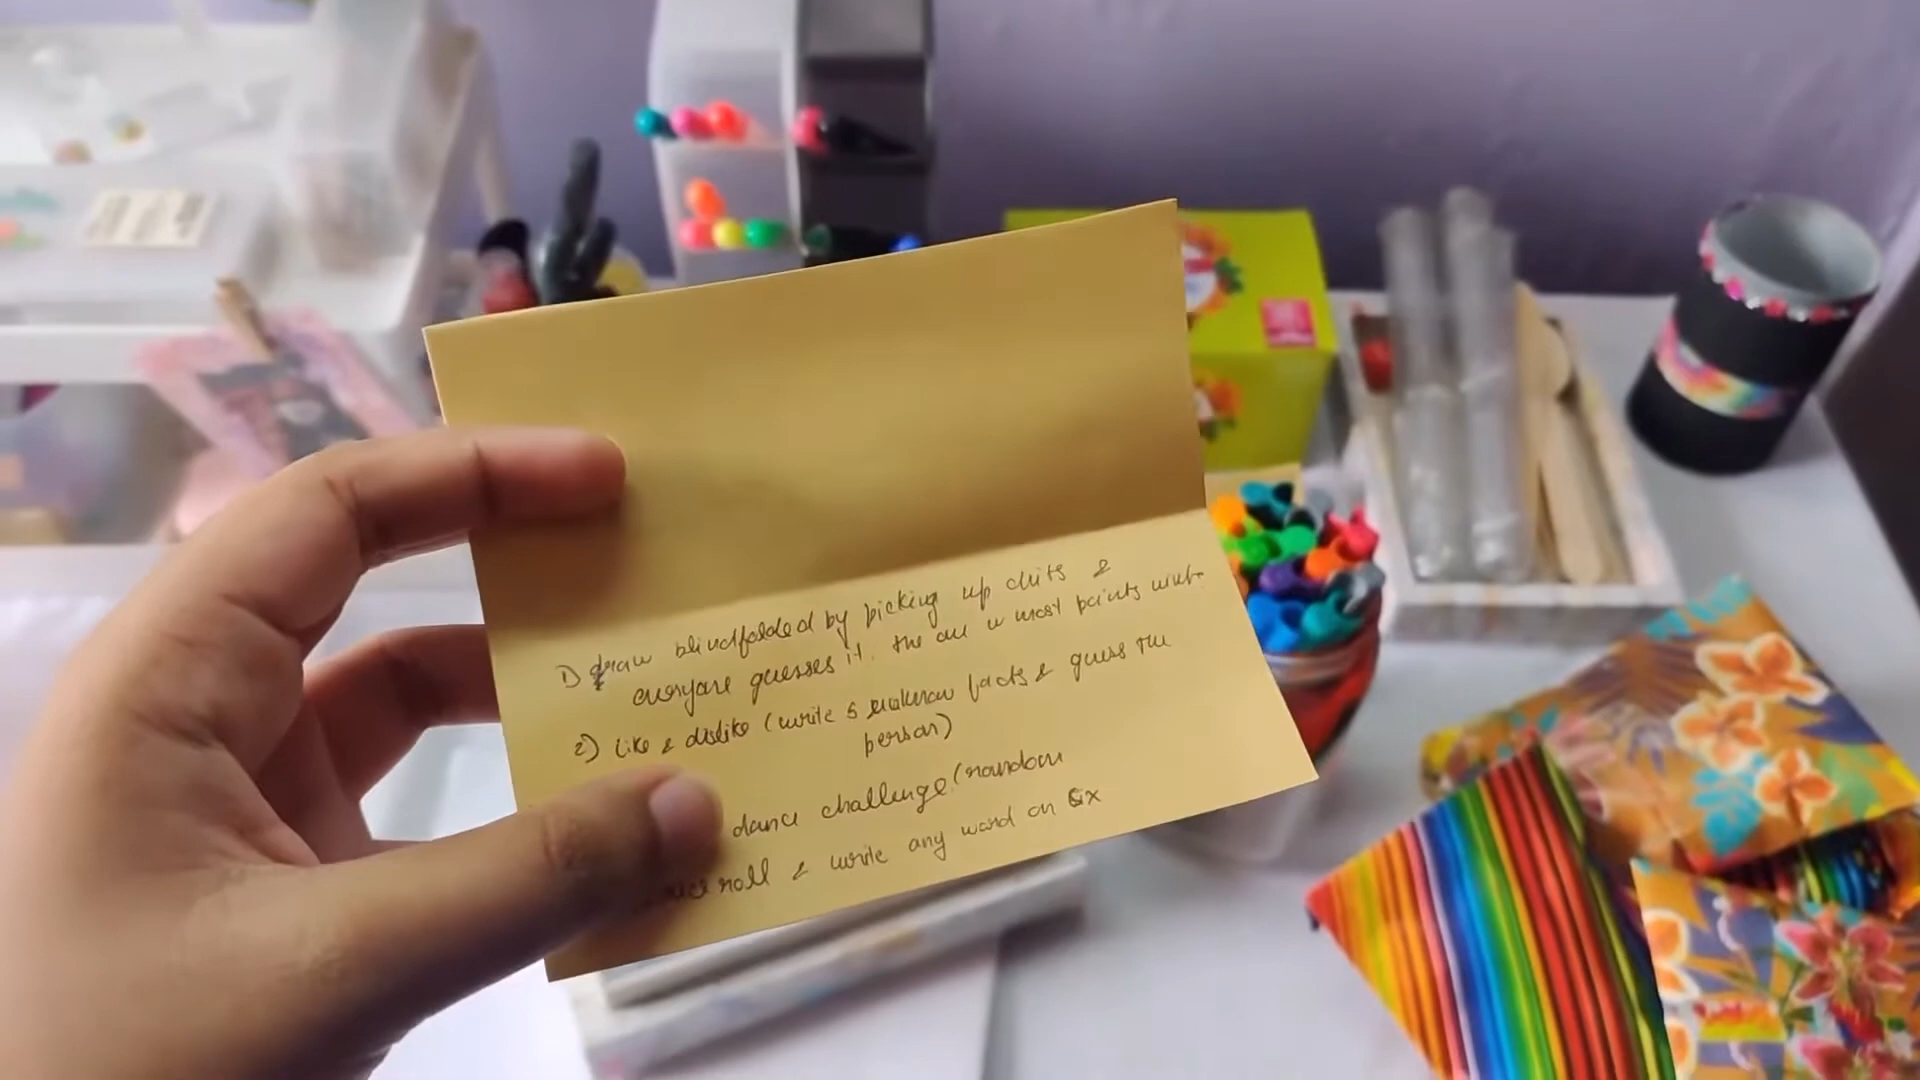 1) draw blindfolded by picking up chits &
everyone guesses it. the one w most points wins
2) like & dislike (write 5 unknown facts & guess the
person)
dance challenge (random
roll & write any word on 6x